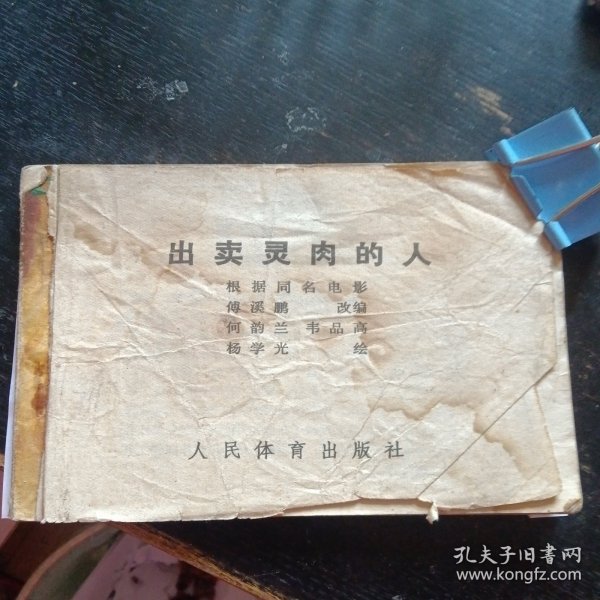 出卖灵肉的人
根据同名电影
傅溪鹏 改编
何韵兰 韦品高
杨学光 绘
人民体育出版社
孔夫子旧书网
www.kongfz.com